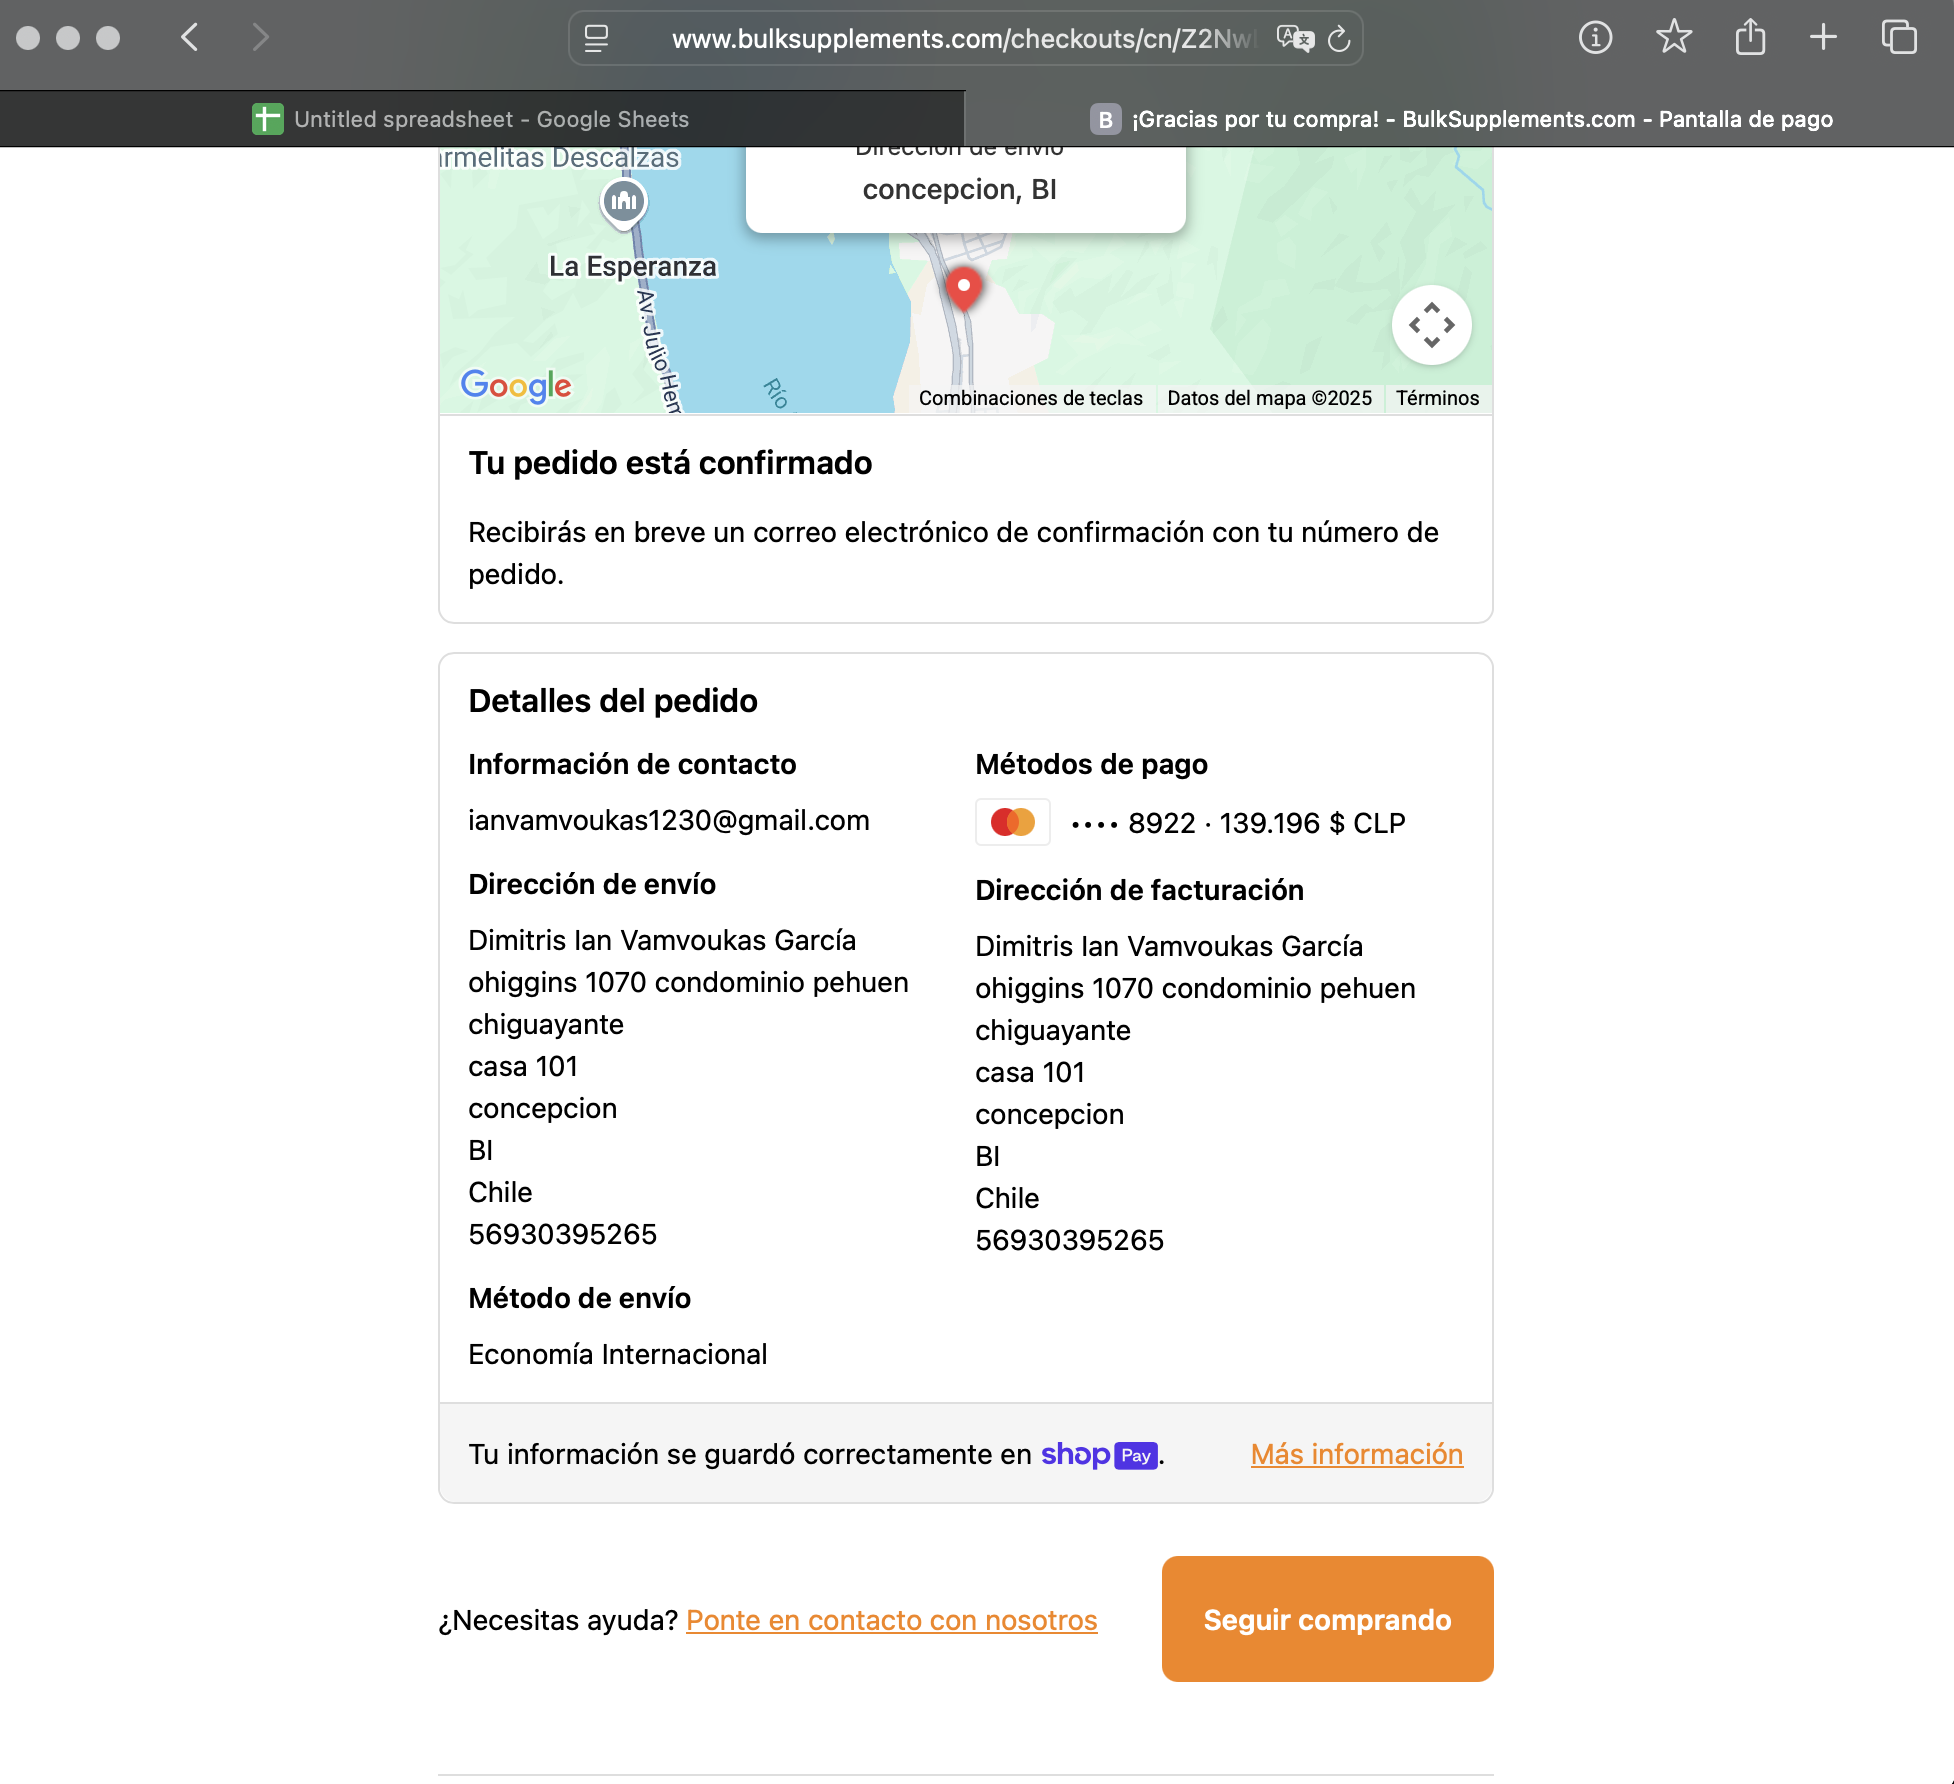 www.bulksupplements.com/checkouts/cn/Z2Nw
Untitled spreadsheet - Google Sheets
B ¡Gracias por tu compra! - BulkSupplements.com - Pantalla de pago
armelitas Descalzas
Dirección de envío
concepcion, BI
La Esperanza
Av. Julio Hem
Río
Google
Combinaciones de teclas
Datos del mapa ©2025
Términos
Tu pedido está confirmado
Recibirás en breve un correo electrónico de confirmación con tu número de
pedido.
Detalles del pedido
Información de contacto
ianvamvoukas1230@gmail.com
Dirección de envío
Dimitris Ian Vamvoukas García
ohiggins 1070 condominio pehuen
chiguayante
casa 101
concepcion
BI
Chile
56930395265
Método de envío
Economía Internacional
Métodos de pago
•••• 8922 · 139.196 $ CLP
Dirección de facturación
Dimitris Ian Vamvoukas García
ohiggins 1070 condominio pehuen
chiguayante
casa 101
concepcion
BI
Chile
56930395265
Tu información se guardó correctamente en shop Pay.
Más información
¿Necesitas ayuda? Ponte en contacto con nosotros
Seguir comprando